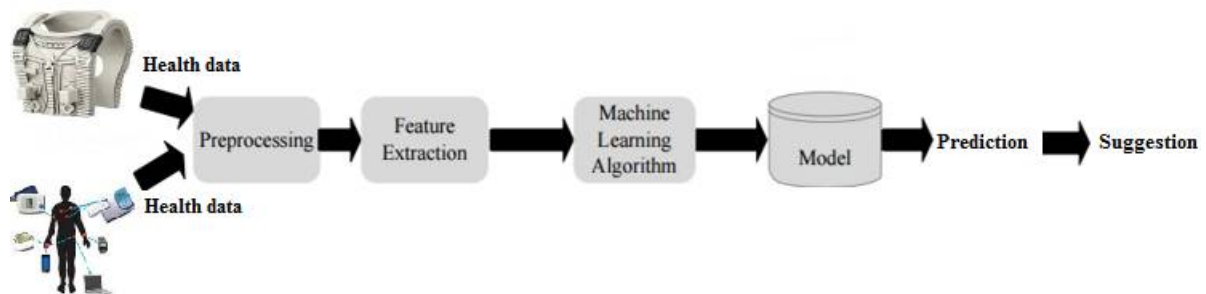 Health data
Preprocessing
Feature
Extraction
Machine
Learning
Algorithm
Model
Prediction
Suggestion
Health data